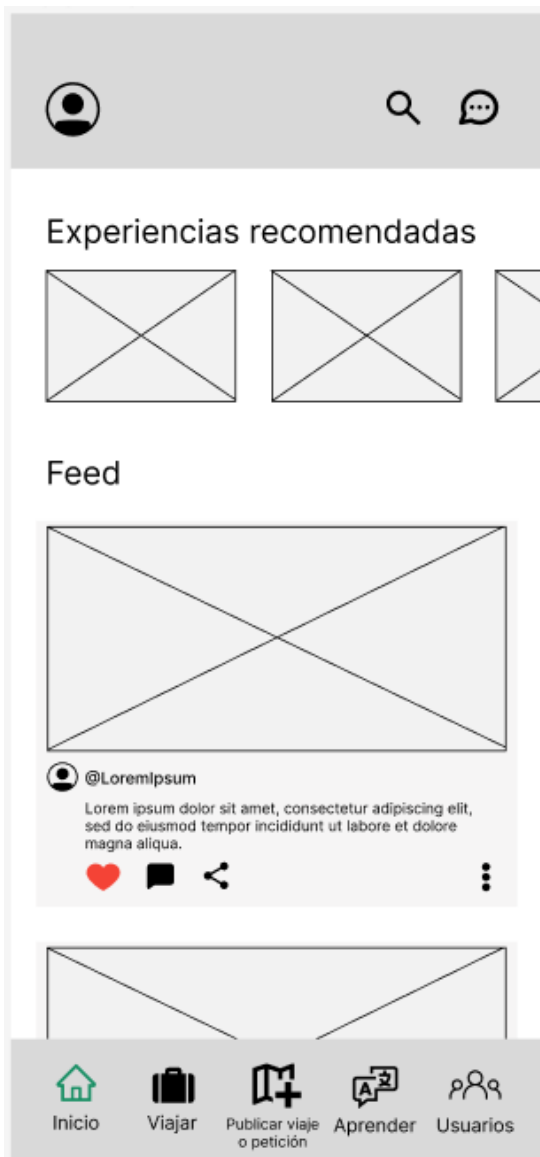 Experiencias recomendadas
Feed
@LoremIpsum
Lorem ipsum dolor sit amet, consectetur adipiscing elit,
sed do eiusmod tempor incididunt ut labore et dolore
magna aliqua.
Inicio
Viajar
Publicar viaje
o petición
Aprender
Usuarios